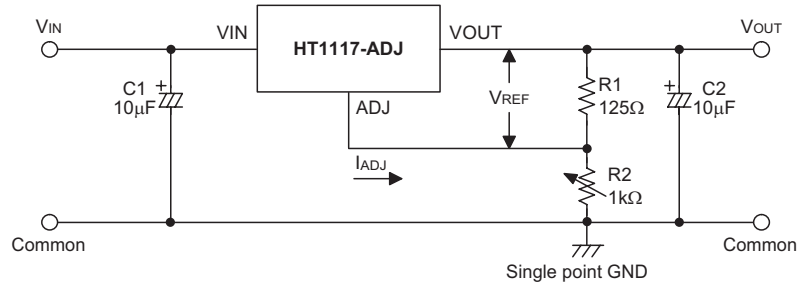 VIN
VIN
HT1117-ADJ
VOUT
VOUT
C1
+
10μF
ADJ
VREF
R1
125Ω
+
C2
10μF
IADJ
R2
1kΩ
Common
Common
Single point GND